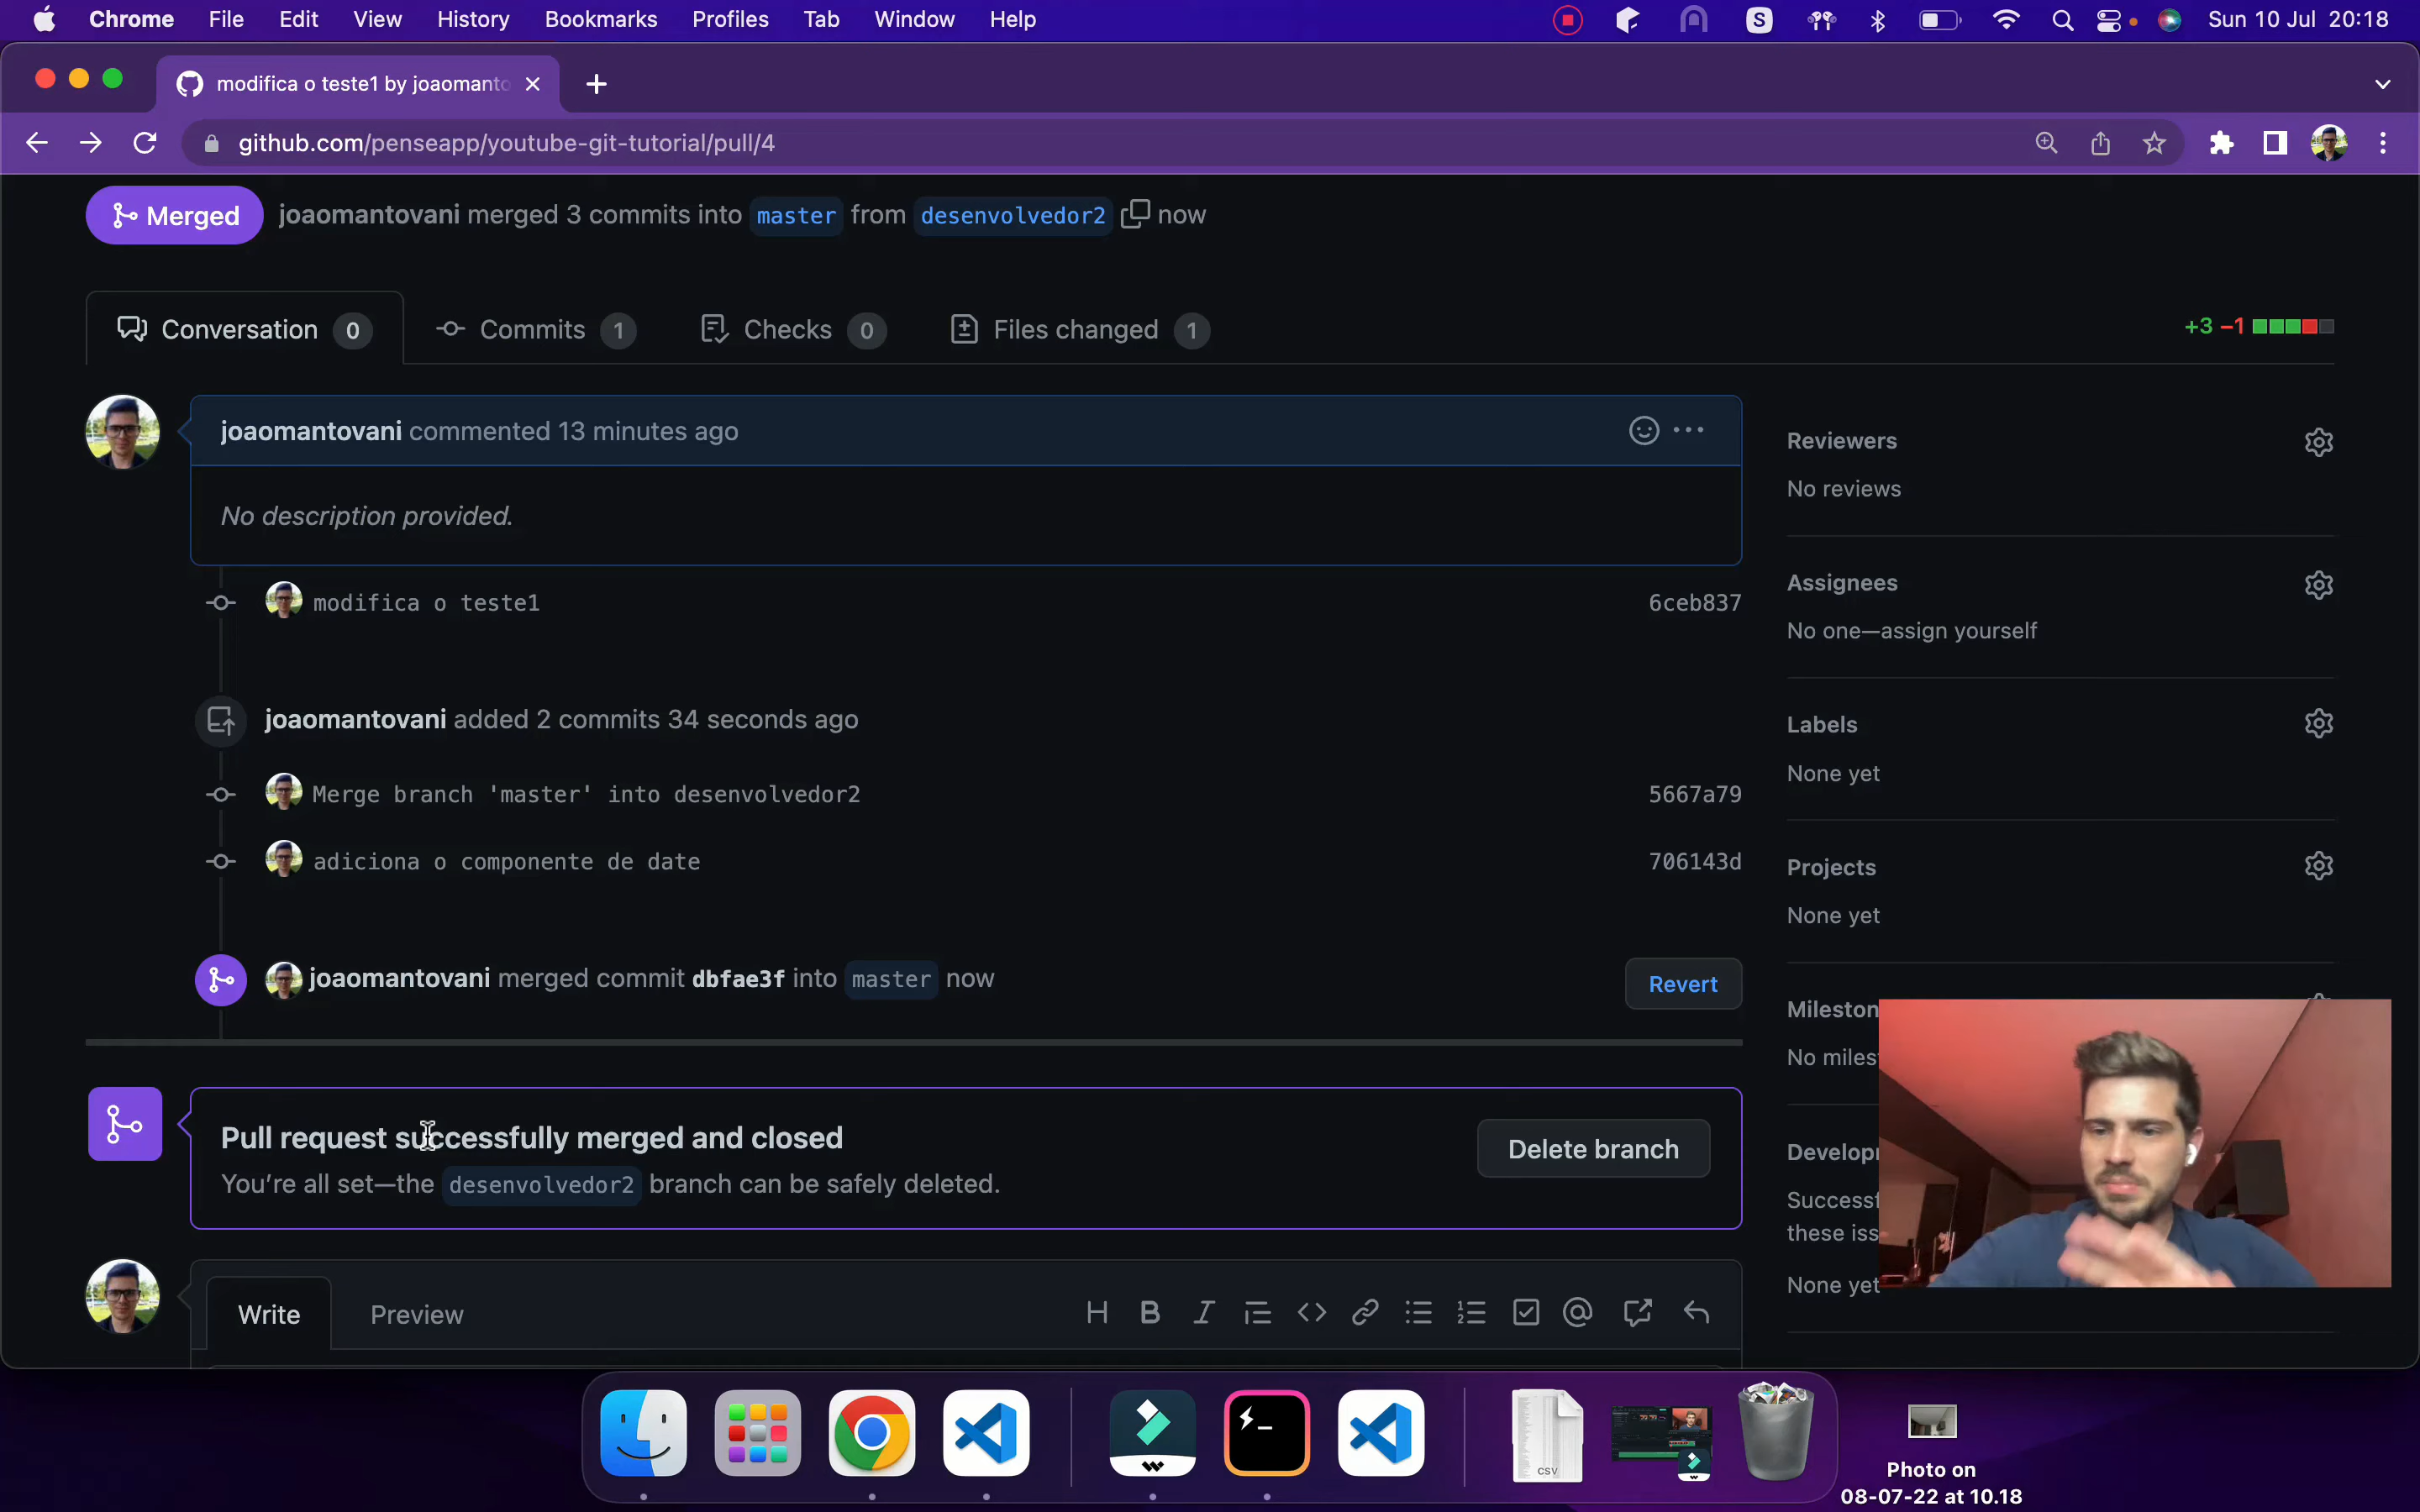 Chrome File Edit View History Bookmarks Profiles Tab Window Help S Sun 10 Jul 20:18
modifica o teste1 by joaomanto
github.com/penseapp/youtube-git-tutorial/pull/4
Merged joaomantovani merged 3 commits into master from desenvolvedor2 now
Conversation 0 Commits 1 Checks 0 Files changed 1 +3 −1
joaomantovani commented 13 minutes ago
No description provided.
modifica o teste1 6ceb837
joaomantovani added 2 commits 34 seconds ago
Merge branch 'master' into desenvolvedor2 5667a79
adiciona o componente de date 706143d
joaomantovani merged commit dbfae3f into master now Revert
Pull request successfully merged and closed
You're all set—the desenvolvedor2 branch can be safely deleted.
Delete branch
Write Preview
Reviewers
No reviews
Assignees
No one—assign yourself
Labels
None yet
Projects
None yet
Mileston
No miles
Develop
Success
these iss
None yet
CSV
Photo on
08-07-22 at 10.18